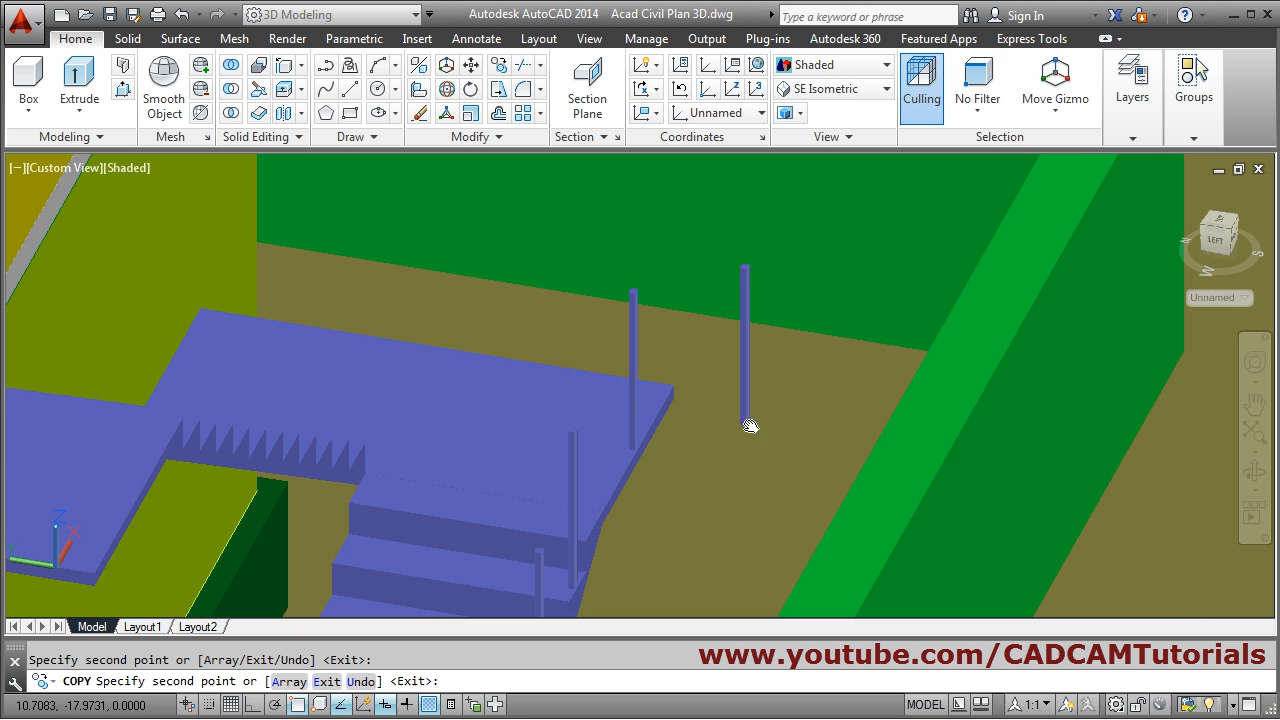 3D Modeling
Autodesk AutoCAD 2014 Acad Civil Plan 3D.dwg
Type a keyword or phrase
Sign In
Home Solid Surface Mesh Render Parametric Insert Annotate Layout View Manage Output Plug-ins Autodesk 360 Featured Apps Express Tools
Box
Extrude
Smooth
Object
Section
Plane
Unnamed
Shaded
SE Isometric
Culling
No Filter
Move Gizmo
Layers
Groups
Modeling Mesh Solid Editing Draw Modify Section Coordinates View Selection
[−][Custom View][Shaded]
LEFT
N
S
W
Unnamed
Z
X
Model Layout1 Layout2
Specify second point or [Array/Exit/Undo] <Exit>:
COPY Specify second point or [Array Exit Undo] <Exit>:
www.youtube.com/CADCAMTutorials
10.7083, -17.9731, 0.0000
MODEL
1:1